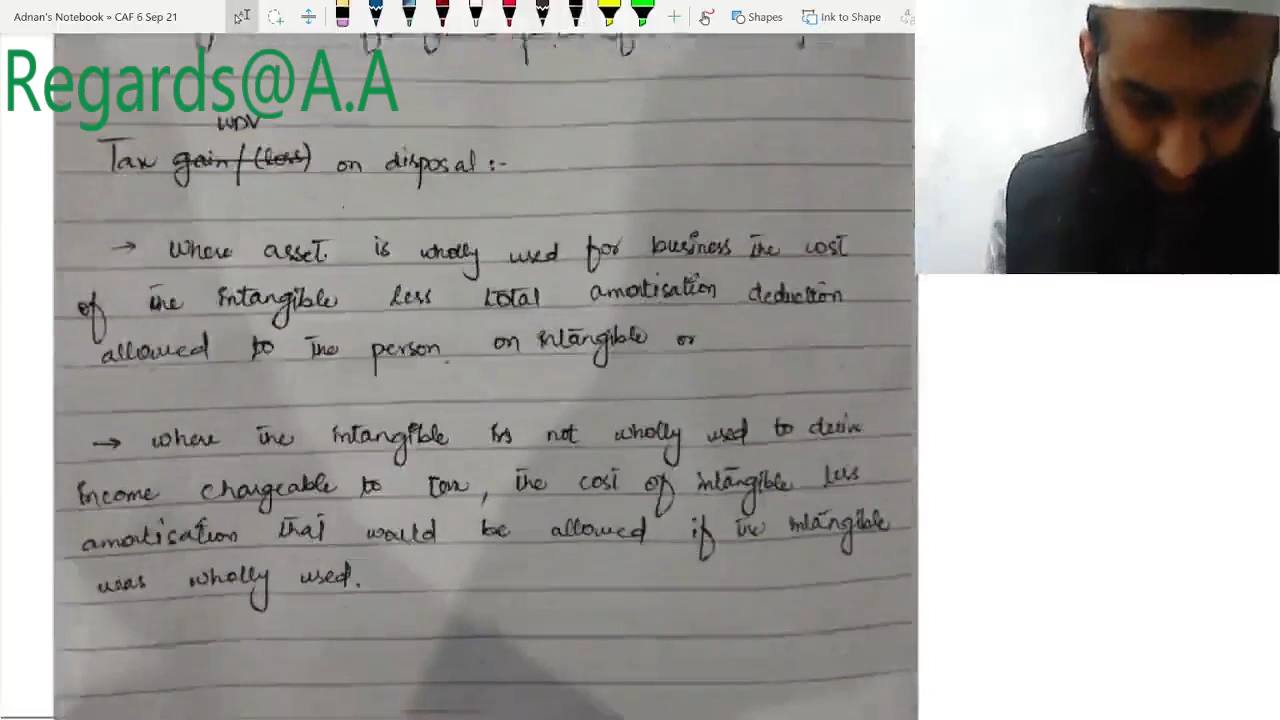 Adnan's Notebook » CAF 6 Sep 21
Shapes
Ink to Shape
Regards@A.A
WDV
Tax gain/(loss) on disposal :-
→ Where asset is wholly used for business the cost
of the intangible less total amortisation deduction
allowed to the person on intangible or
→ where the intangible is not wholly used to derive
income chargeable to tax, the cost of intangible less
amortisation that would be allowed if the intangible
was wholly used.